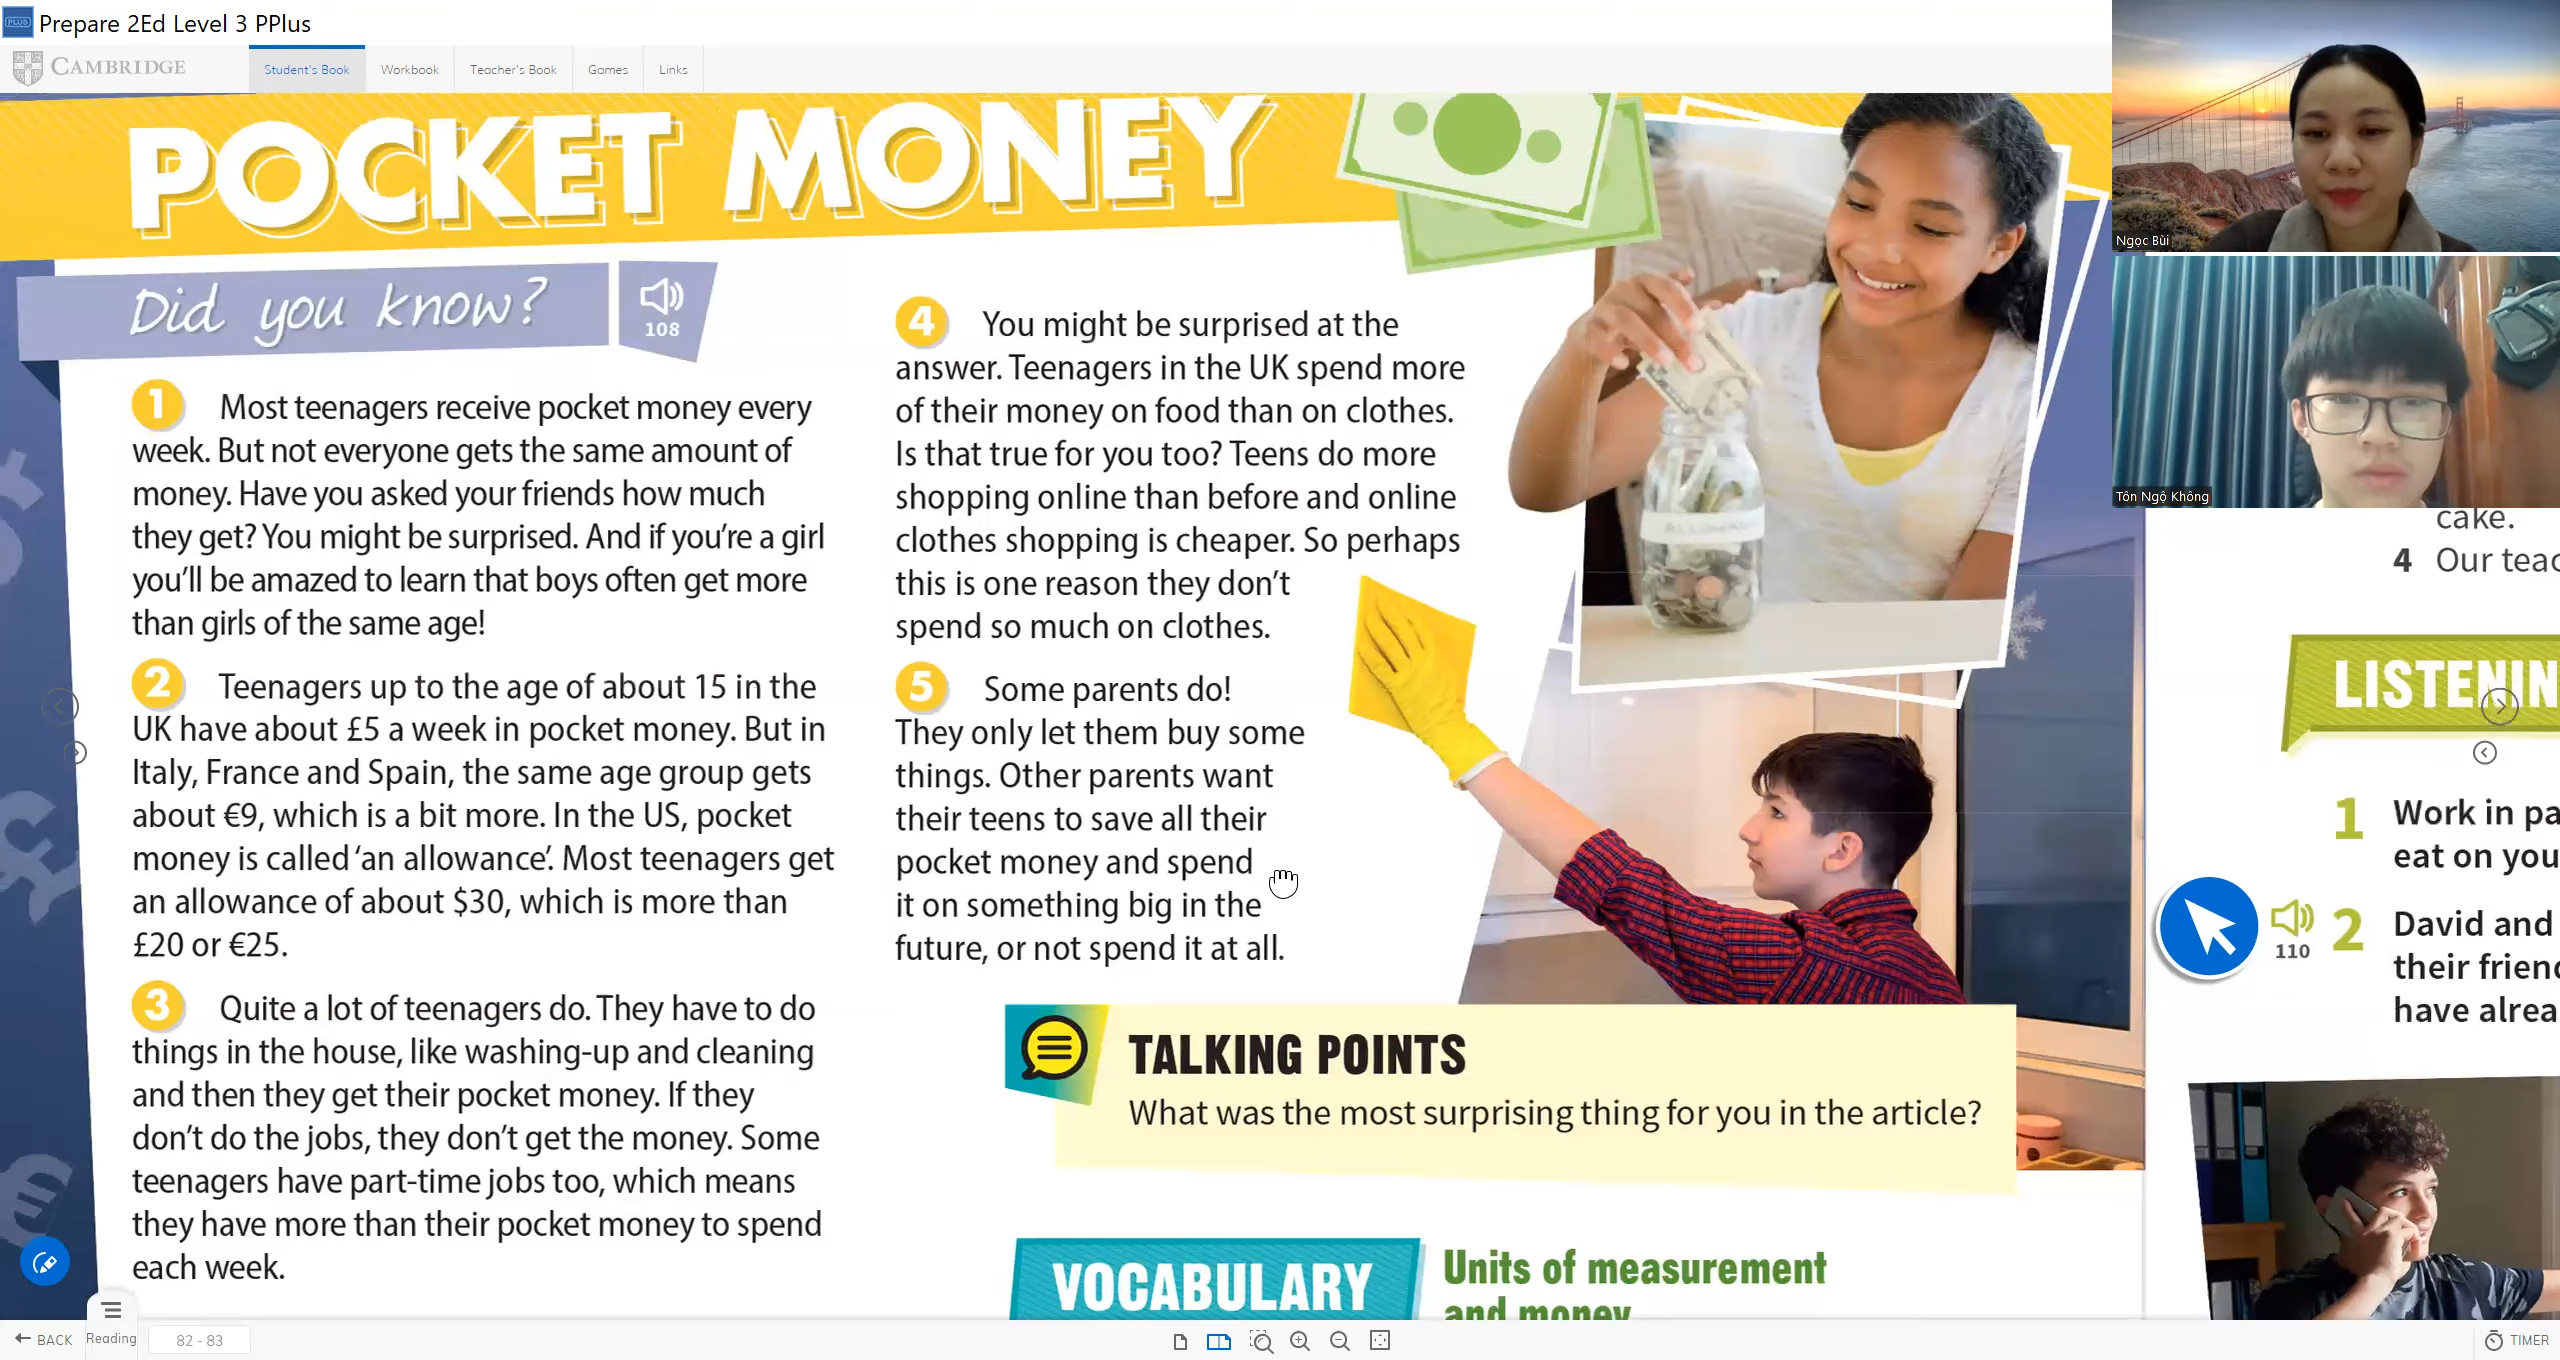 Prepare 2Ed Level 3 PPlus
CAMBRIDGE
Student's Book
Workbook
Teacher's Book
Games
Links
POCKET MONEY
Did you know?
108
1 Most teenagers receive pocket money every
week. But not everyone gets the same amount of
money. Have you asked your friends how much
they get? You might be surprised. And if you're a girl
you'll be amazed to learn that boys often get more
than girls of the same age!
2 Teenagers up to the age of about 15 in the
UK have about £5 a week in pocket money. But in
Italy, France and Spain, the same age group gets
about €9, which is a bit more. In the US, pocket
money is called 'an allowance'. Most teenagers get
an allowance of about $30, which is more than
£20 or €25.
3 Quite a lot of teenagers do. They have to do
things in the house, like washing-up and cleaning
and then they get their pocket money. If they
don't do the jobs, they don't get the money. Some
teenagers have part-time jobs too, which means
they have more than their pocket money to spend
each week.
4 You might be surprised at the
answer. Teenagers in the UK spend more
of their money on food than on clothes.
Is that true for you too? Teens do more
shopping online than before and online
clothes shopping is cheaper. So perhaps
this is one reason they don't
spend so much on clothes.
5 Some parents do!
They only let them buy some
things. Other parents want
their teens to save all their
pocket money and spend
it on something big in the
future, or not spend it at all.
TALKING POINTS
What was the most surprising thing for you in the article?
VOCABULARY
Units of measurement
and money
Ngọc Bùi
Tôn Ngộ Không
cake.
4 Our teac
LISTENIN
1 Work in pa
eat on you
110
2 David and
their friend
have alrea
BACK
Reading
82 - 83
TIMER